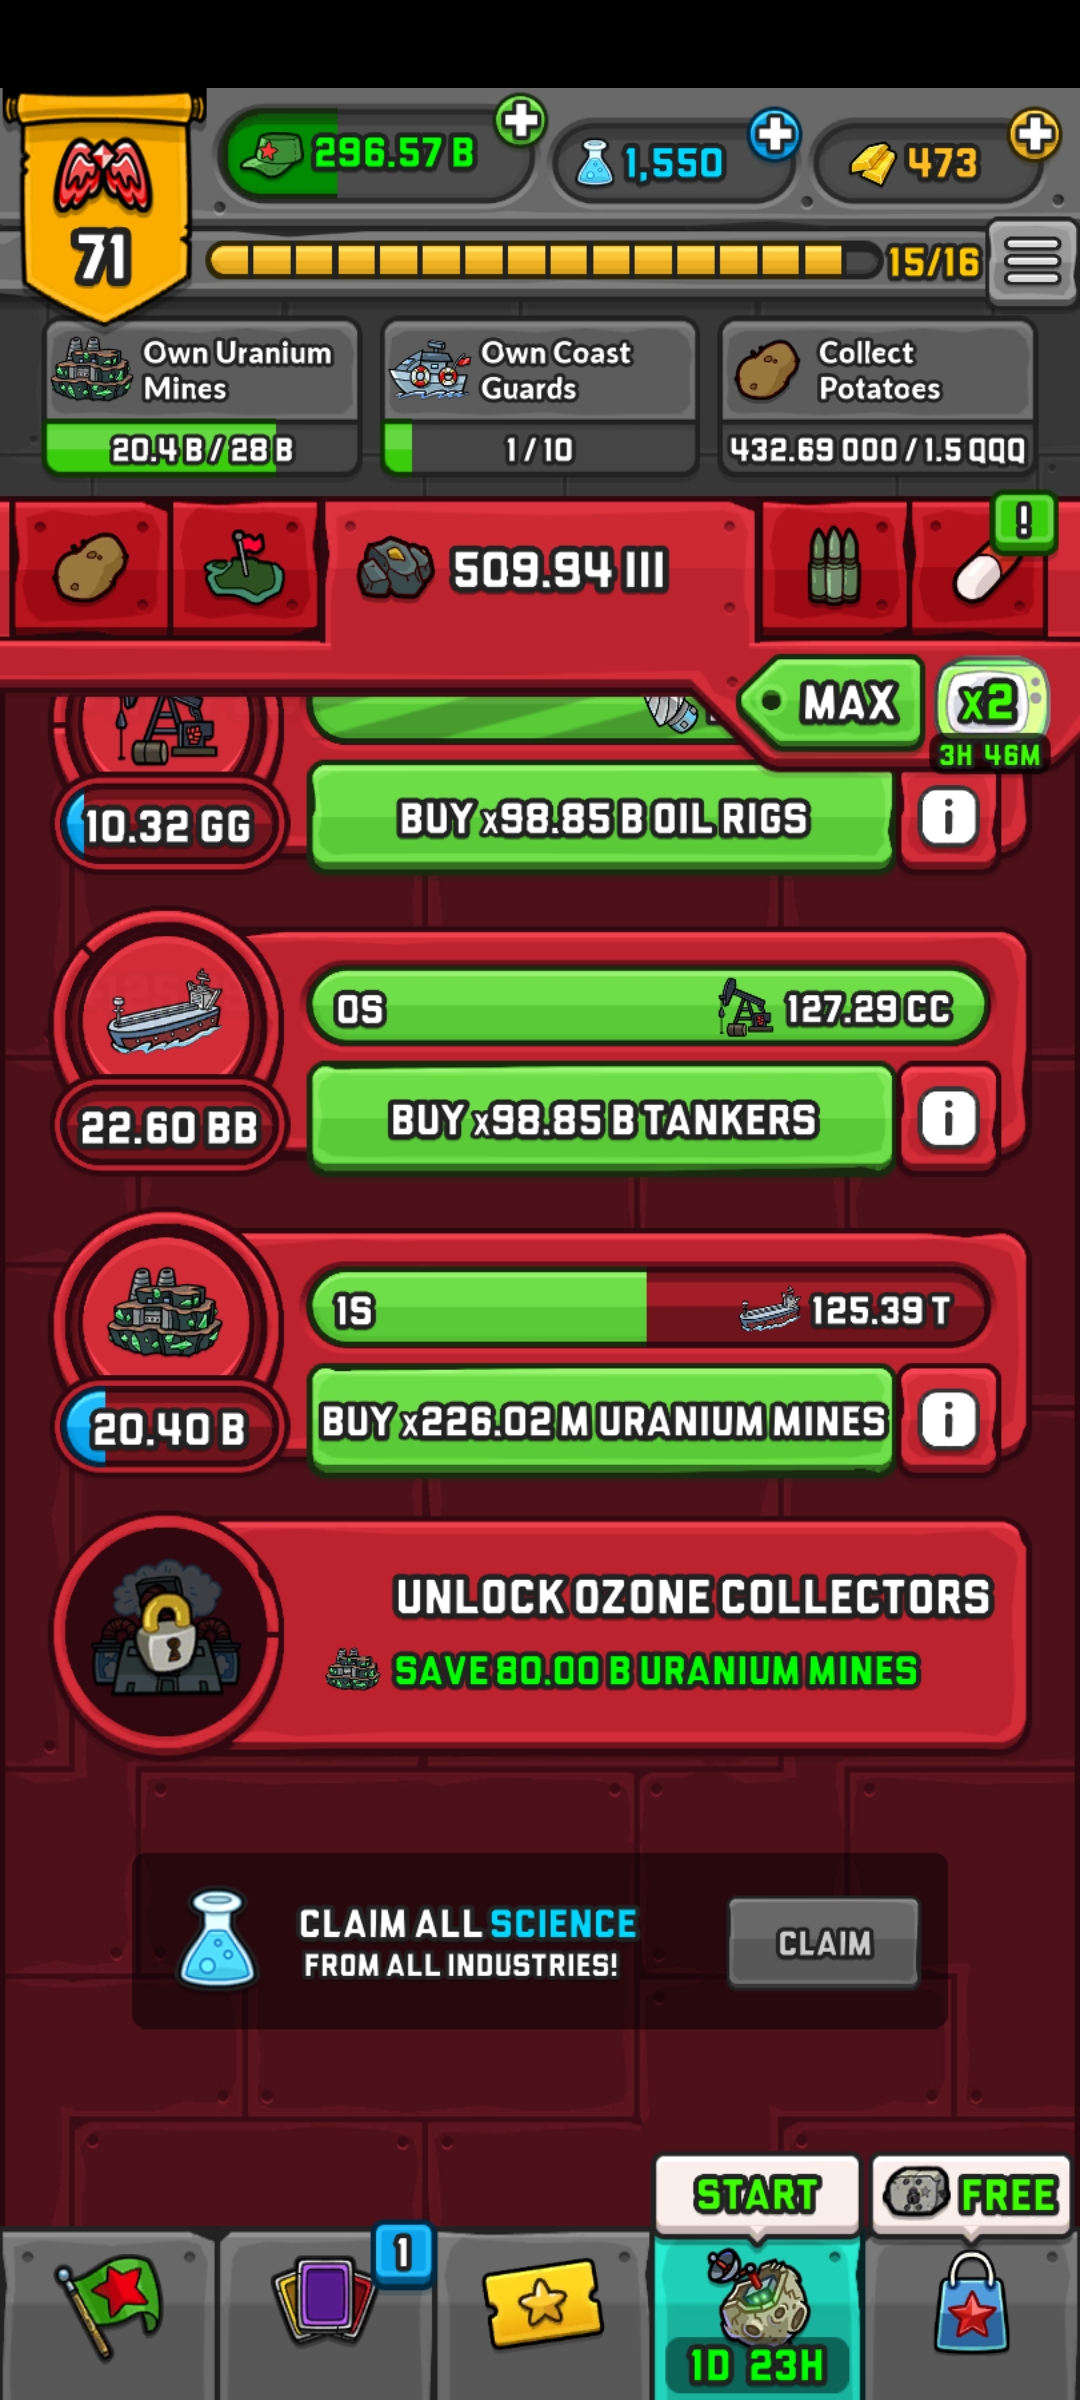 71
296.57 B
1,550
473
15/16
Own Uranium
Mines
20.4 B / 28 B
Own Coast
Guards
1 / 10
Collect
Potatoes
432.69 OOO / 1.5 QQQ
509.94 III
!
MAX
x2
3H 46M
10.32 GG
BUY x98.85 B OIL RIGS
i
0S
127.29 CC
22.60 BB
BUY x98.85 B TANKERS
i
1S
125.39 T
20.40 B
BUY x226.02 M URANIUM MINES
i
UNLOCK OZONE COLLECTORS
SAVE 80.00 B URANIUM MINES
CLAIM ALL SCIENCE
FROM ALL INDUSTRIES!
CLAIM
START
FREE
1
1D 23H